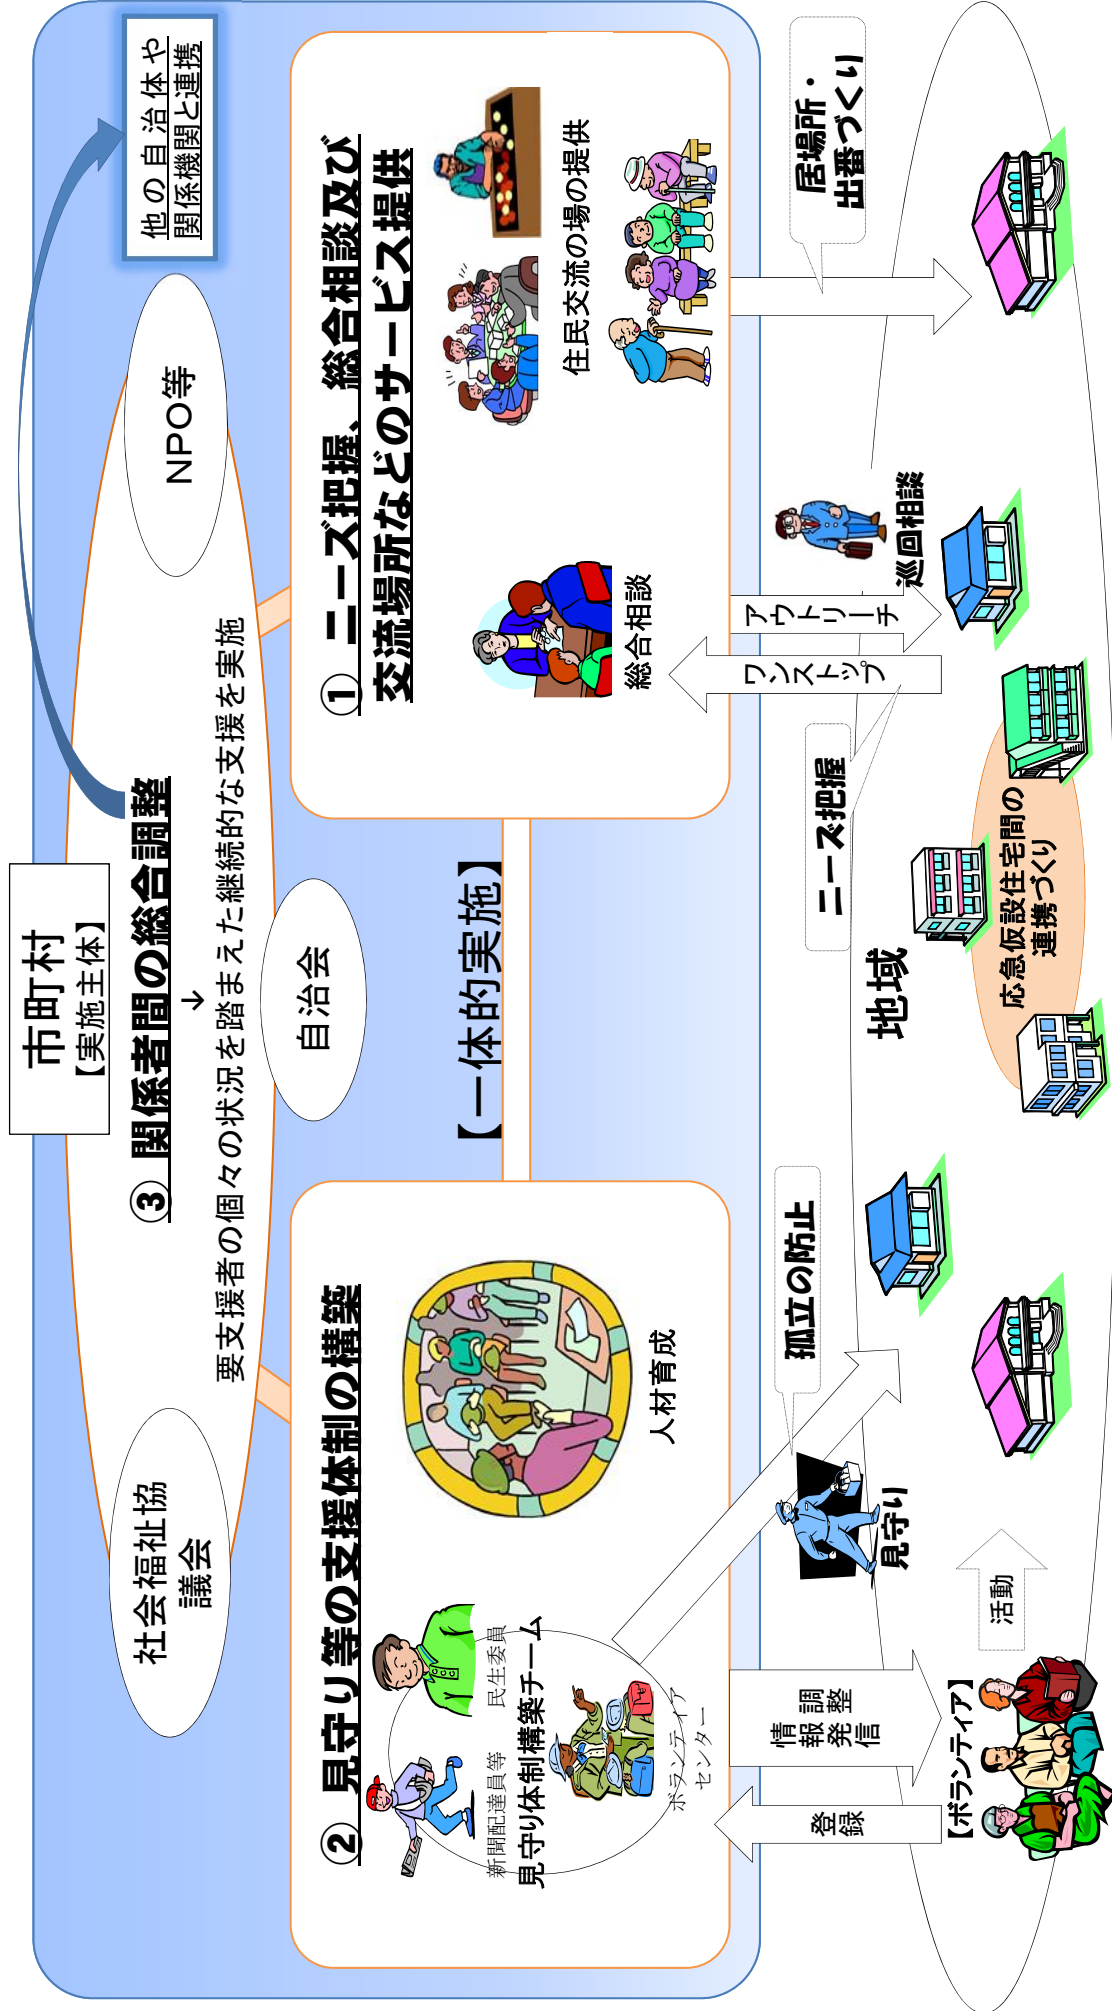 市町村
【実施主体】
③ 関係者間の総合調整
↓
要支援者の個々の状況を踏まえた継続的な支援を実施
社会福祉協
議会
自治会
NPO等
他の自治体や
関係機関と連携
② 見守り等の支援体制の構築
新聞配達員等
民生委員
見守り体制構築チーム
ボランティア
センター
人材育成
【一体的実施】
① ニーズ把握、総合相談及び
交流場所などのサービス提供
総合相談
住民交流の場の提供
登録
情報発信
調整
【ボランティア】
活動
見守り
孤立の防止
地域
ニーズ把握
ワンストップ
アウトリーチ
巡回相談
居場所・
出番づくり
応急仮設住宅間の
連携づくり